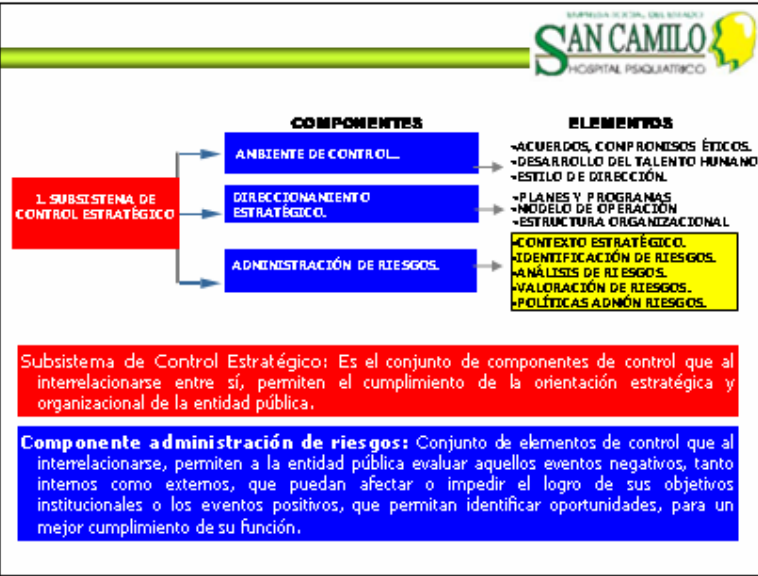 EMPRESA SOCIAL DEL ESTADO
SAN CAMILO
HOSPITAL PSIQUIATRICO
COMPONENTES
ELEMENTOS
1. SUBSISTEMA DE
CONTROL ESTRATÉGICO
AMBIENTE DE CONTROL.
-ACUERDOS, COMPROMISOS ÉTICOS.
-DESARROLLO DEL TALENTO HUMANO
-ESTILO DE DIRECCIÓN.
DIRECCIONAMIENTO
ESTRATÉGICO.
-PLANES Y PROGRAMAS
-MODELO DE OPERACIÓN
-ESTRUCTURA ORGANIZACIONAL
ADMINISTRACIÓN DE RIESGOS.
-CONTEXTO ESTRATÉGICO.
-IDENTIFICACIÓN DE RIESGOS.
-ANÁLISIS DE RIESGOS.
-VALORACIÓN DE RIESGOS.
-POLÍTICAS ADMÓN RIESGOS.
Subsistema de Control Estratégico: Es el conjunto de componentes de control que al
interrelacionarse entre sí, permiten el cumplimiento de la orientación estratégica y
organizacional de la entidad pública.
Componente administración de riesgos: Conjunto de elementos de control que al
interrelacionarse, permiten a la entidad pública evaluar aquellos eventos negativos, tanto
internos como externos, que puedan afectar o impedir el logro de sus objetivos
institucionales o los eventos positivos, que permitan identificar oportunidades, para un
mejor cumplimiento de su función.